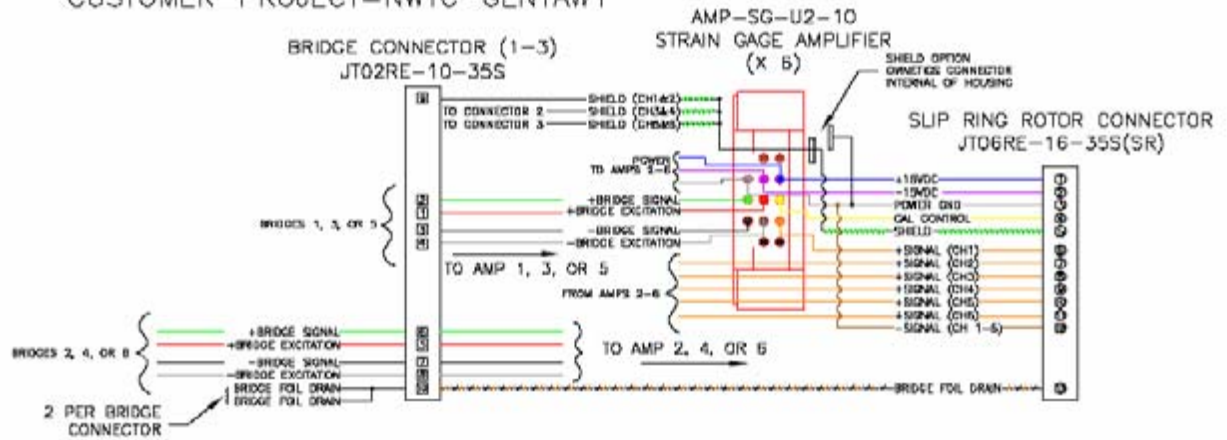 CUSTOMER PROJECT-NWTC GENTAW1
AMP-SG-U2-10
STRAIN GAGE AMPLIFIER
(X 6)
BRIDGE CONNECTOR (1-3)
JT02RE-10-35S
SHIELD OPTION
CONNECTOR
INTERNAL OF HOUSING
SLIP RING ROTOR CONNECTOR
JT06RE-16-35S(SR)
SHIELD (CH1&2)
TO CONNECTOR 2
SHIELD (CH3&4)
TO CONNECTOR 3
SHIELD (CH5&6)
POWER
TO AMPS 2-6
+15VDC
-15VDC
POWER GND
CAL CONTROL
SHIELD
2
+BRIDGE SIGNAL
1
+BRIDGE EXCITATION
BRIDGES 1, 3, OR 5
3
-BRIDGE SIGNAL
4
-BRIDGE EXCITATION
TO AMP 1, 3, OR 5
FROM AMPS 2-6
+SIGNAL (CH1)
+SIGNAL (CH2)
+SIGNAL (CH3)
+SIGNAL (CH4)
+SIGNAL (CH5)
+SIGNAL (CH6)
-SIGNAL (CH 1-6)
BRIDGES 2, 4, OR 6
+BRIDGE SIGNAL
+BRIDGE EXCITATION
-BRIDGE SIGNAL
-BRIDGE EXCITATION
BRIDGE FOIL DRAIN
BRIDGE FOIL DRAIN
TO AMP 2, 4, OR 6
BRIDGE FOIL DRAIN
2 PER BRIDGE
CONNECTOR